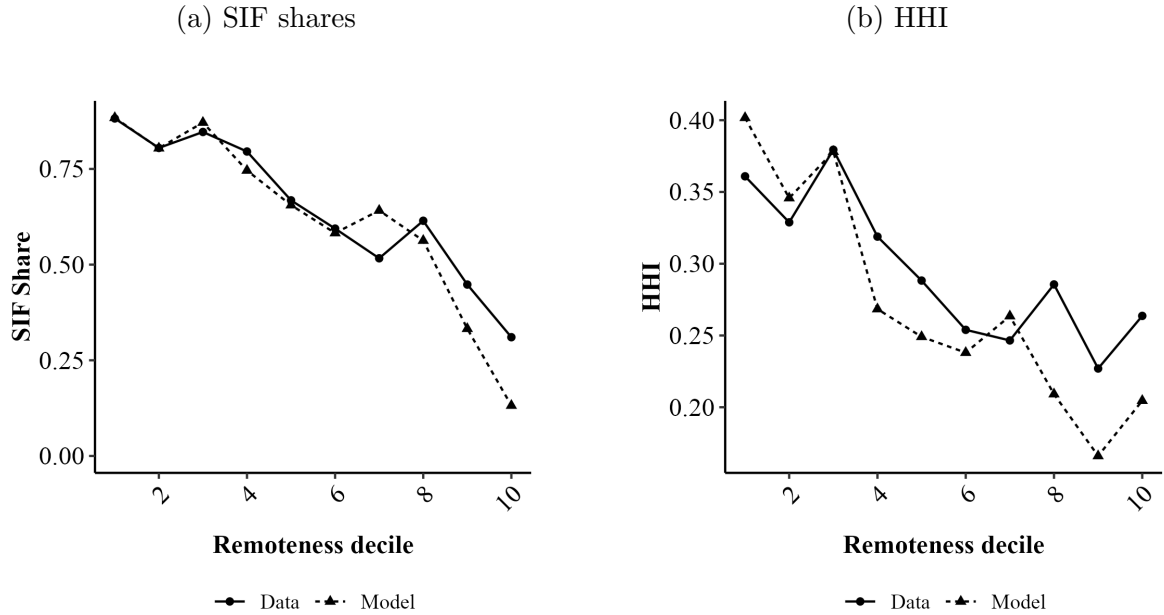 (a) SIF shares
SIF Share
0.75
0.50
0.25
0.00
2 4 6 8 10
Remoteness decile
Data Model
(b) HHI
HHI
0.40
0.35
0.30
0.25
0.20
2 4 6 8 10
Remoteness decile
Data Model